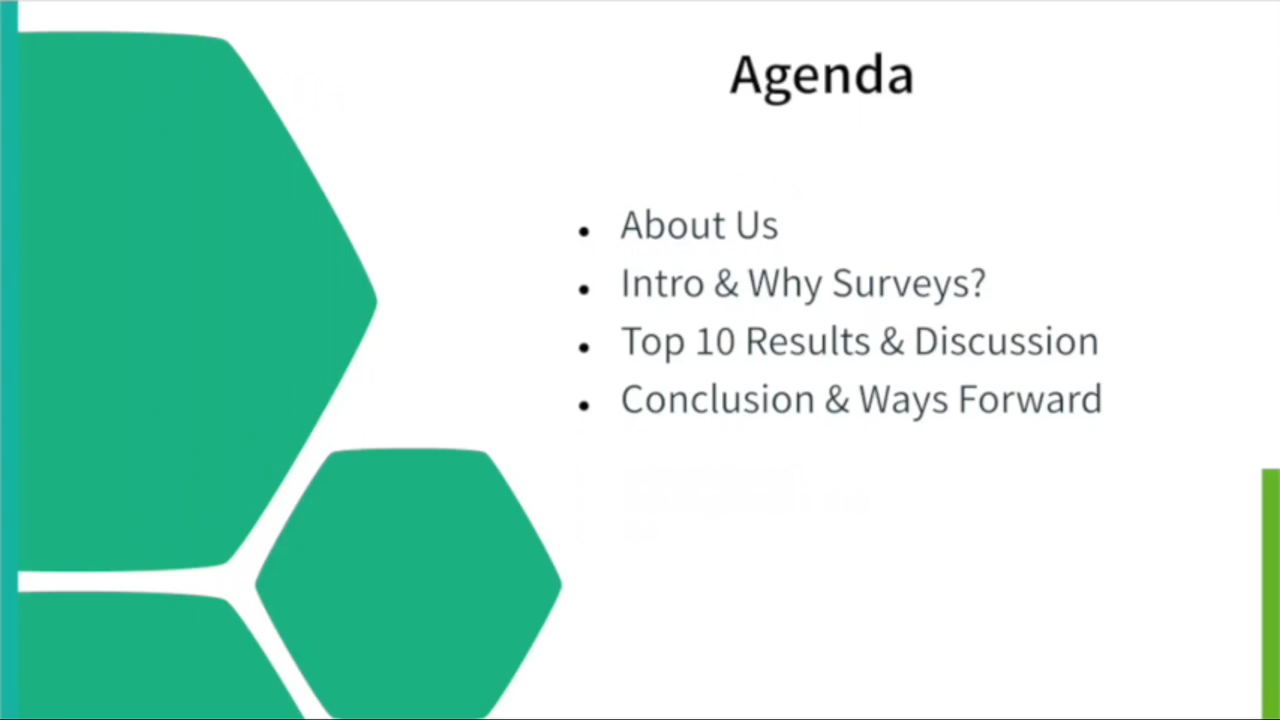 Agenda
• About Us
• Intro & Why Surveys?
• Top 10 Results & Discussion
• Conclusion & Ways Forward